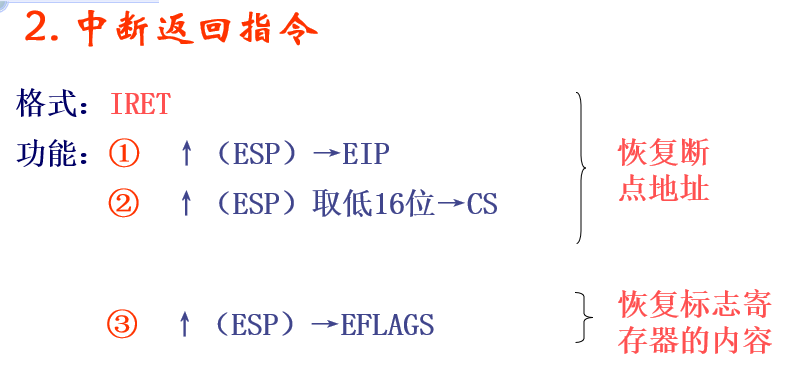 2. 中断返回指令
格式：IRET
功能：① ↑（ESP）→EIP
② ↑（ESP）取低16位→CS
恢复断
点地址
③ ↑（ESP）→EFLAGS
恢复标志寄
存器的内容